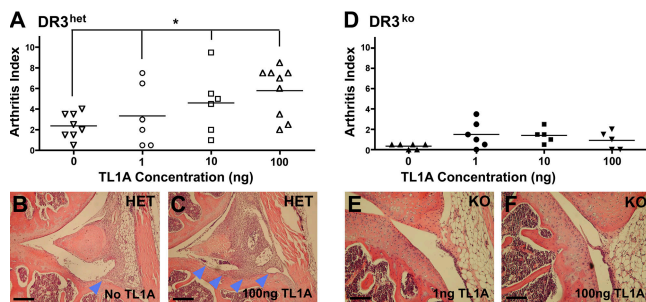 A DR3het
*
Arthritis Index
10
8
6
4
2
0
0 1 10 100
TL1A Concentration (ng)
D DR3ko
Arthritis Index
10
8
6
4
2
0
0 1 10 100
TL1A Concentration (ng)
B HET
No TL1A
C HET
100ng TL1A
E KO
1ng TL1A
F KO
100ng TL1A